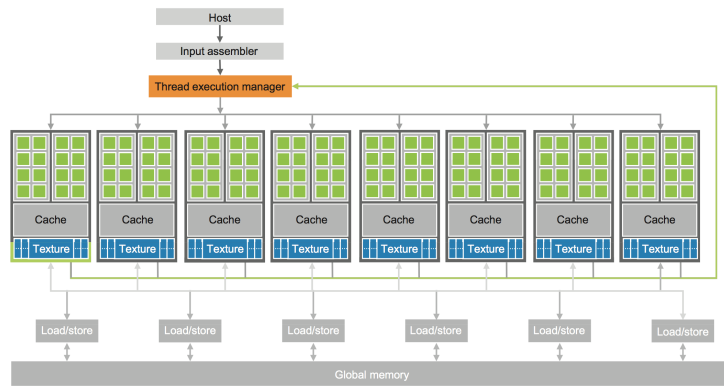 Host
Input assembler
Thread execution manager
Cache
Cache
Cache
Cache
Cache
Cache
Cache
Cache
Texture
Texture
Texture
Texture
Texture
Texture
Texture
Texture
Load/store
Load/store
Load/store
Load/store
Load/store
Load/store
Global memory